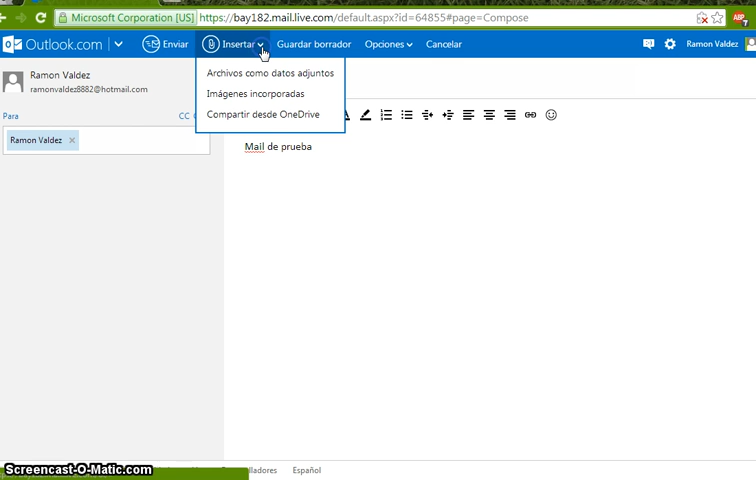 Microsoft Corporation [US] https://bay182.mail.live.com/default.aspx?id=64855#page=Compose
ABP
7
Outlook.com Enviar Insertar Guardar borrador Opciones Cancelar Ramon Valdez
Ramon Valdez
ramonvaldez8882@hotmail.com
Archivos como datos adjuntos
Imágenes incorporadas
Compartir desde OneDrive
Para CC
Ramon Valdez
Mail de prueba
Screencast-O-Matic.com
Español